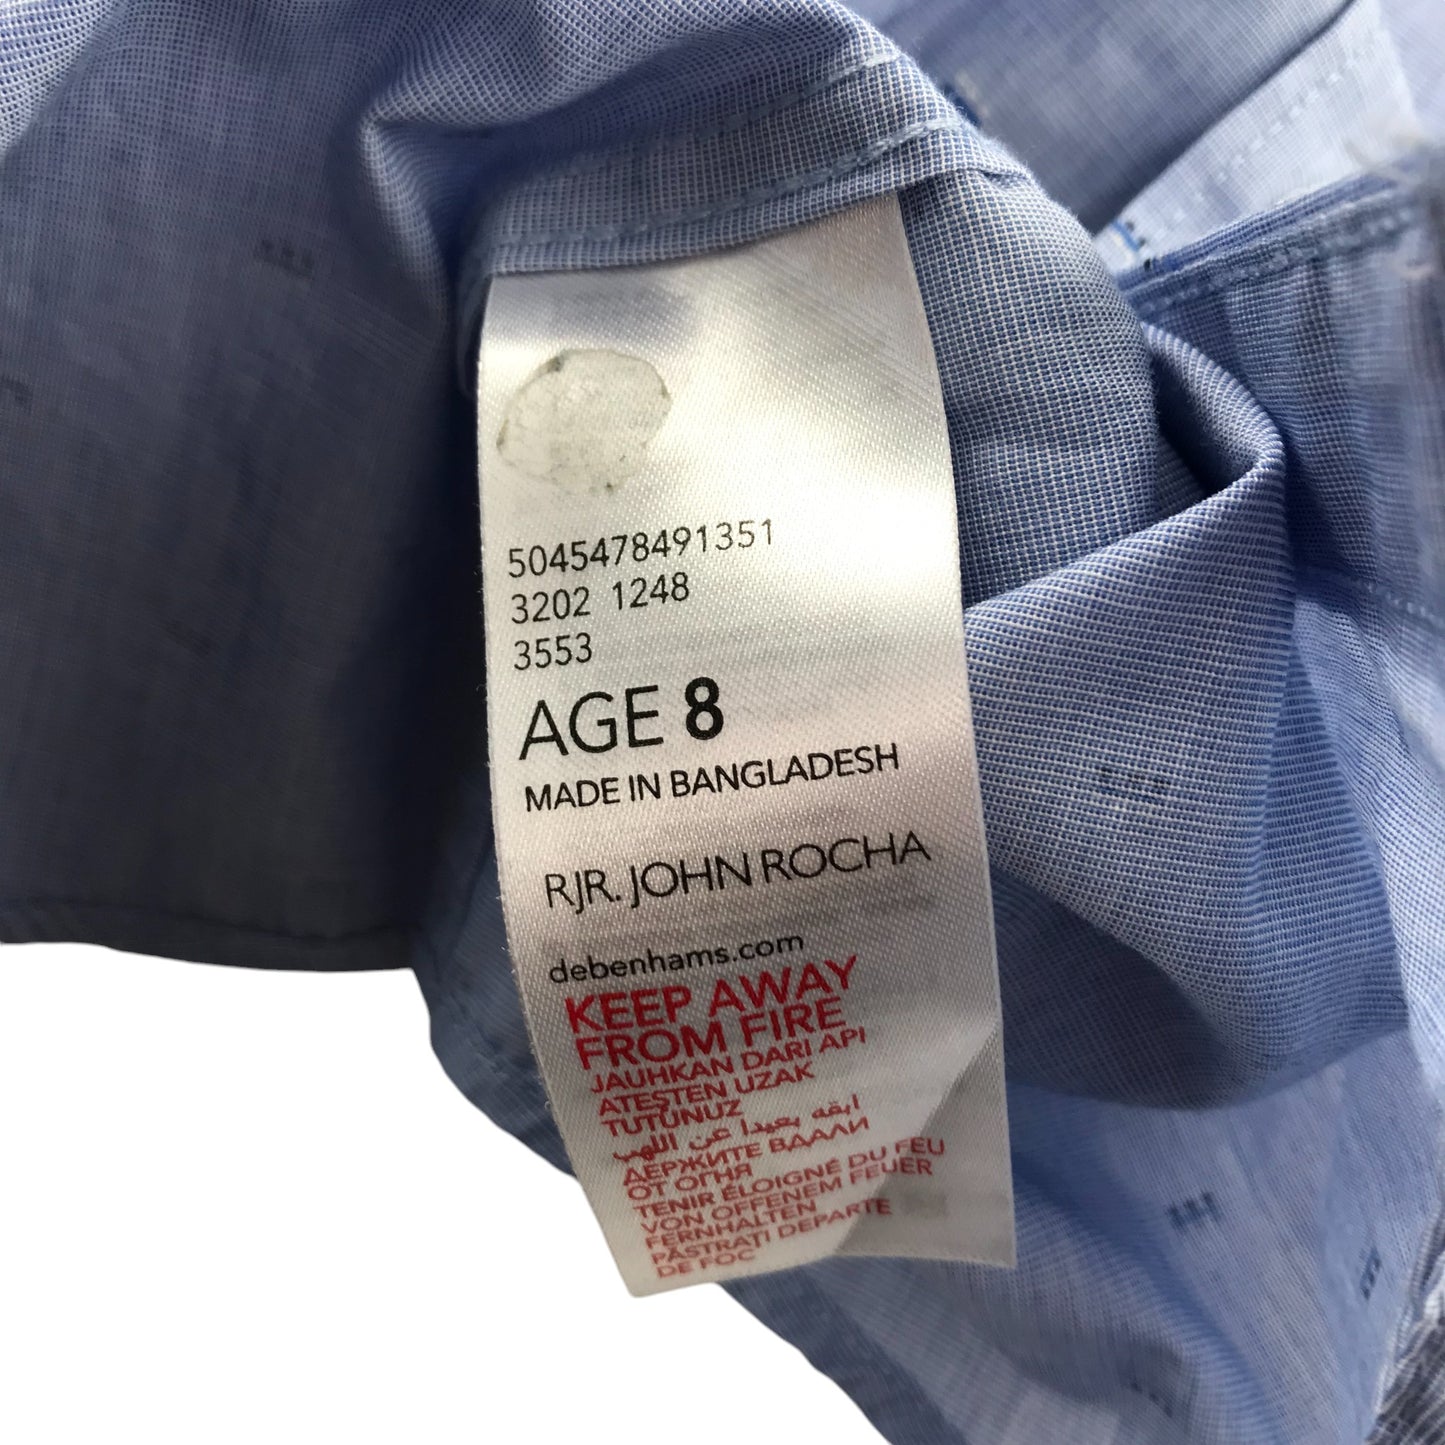 5045478491351
3202 1248
3553
AGE 8
MADE IN BANGLADESH
RJR. JOHN ROCHA
debenhams.com
KEEP AWAY
FROM FIRE
JAUHKAN DARI API
ATEŞTEN UZAK
TUTUNUZ
ابقه بعيدا عن اللهب
ДЕРЖИТЕ ВДАЛИ
ОТ ОГНЯ
TENIR ÉLOIGNÉ DU FEU
VON OFFENEM FEUER
FERNHALTEN
PĂSTRAȚI DEPARTE
DE FOC